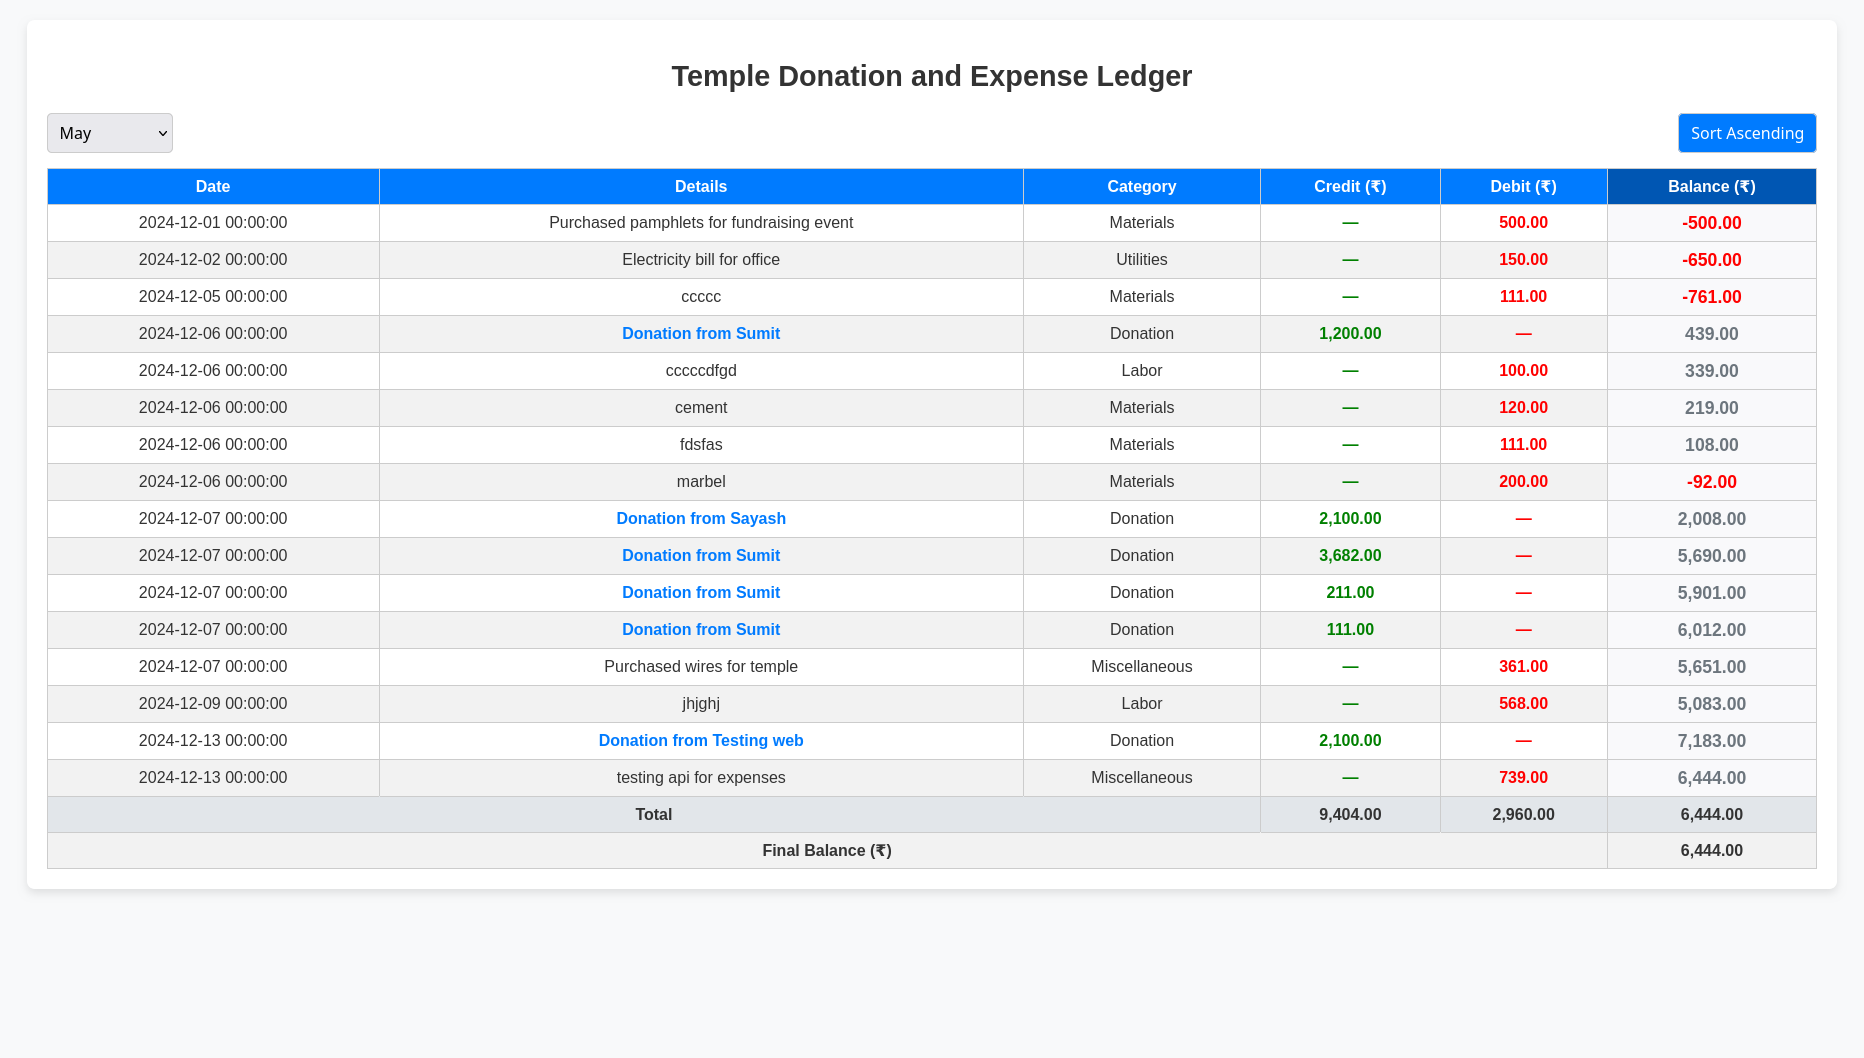 Temple Donation and Expense Ledger
May Sort Ascending
Date Details Category Credit (₹) Debit (₹) Balance (₹)
2024-12-01 00:00:00 Purchased pamphlets for fundraising event Materials — 500.00 -500.00
2024-12-02 00:00:00 Electricity bill for office Utilities — 150.00 -650.00
2024-12-05 00:00:00 ccccc Materials — 111.00 -761.00
2024-12-06 00:00:00 Donation from Sumit Donation 1,200.00 — 439.00
2024-12-06 00:00:00 cccccdfgd Labor — 100.00 339.00
2024-12-06 00:00:00 cement Materials — 120.00 219.00
2024-12-06 00:00:00 fdsfas Materials — 111.00 108.00
2024-12-06 00:00:00 marbel Materials — 200.00 -92.00
2024-12-07 00:00:00 Donation from Sayash Donation 2,100.00 — 2,008.00
2024-12-07 00:00:00 Donation from Sumit Donation 3,682.00 — 5,690.00
2024-12-07 00:00:00 Donation from Sumit Donation 211.00 — 5,901.00
2024-12-07 00:00:00 Donation from Sumit Donation 111.00 — 6,012.00
2024-12-07 00:00:00 Purchased wires for temple Miscellaneous — 361.00 5,651.00
2024-12-09 00:00:00 jhjghj Labor — 568.00 5,083.00
2024-12-13 00:00:00 Donation from Testing web Donation 2,100.00 — 7,183.00
2024-12-13 00:00:00 testing api for expenses Miscellaneous — 739.00 6,444.00
Total 9,404.00 2,960.00 6,444.00
Final Balance (₹) 6,444.00